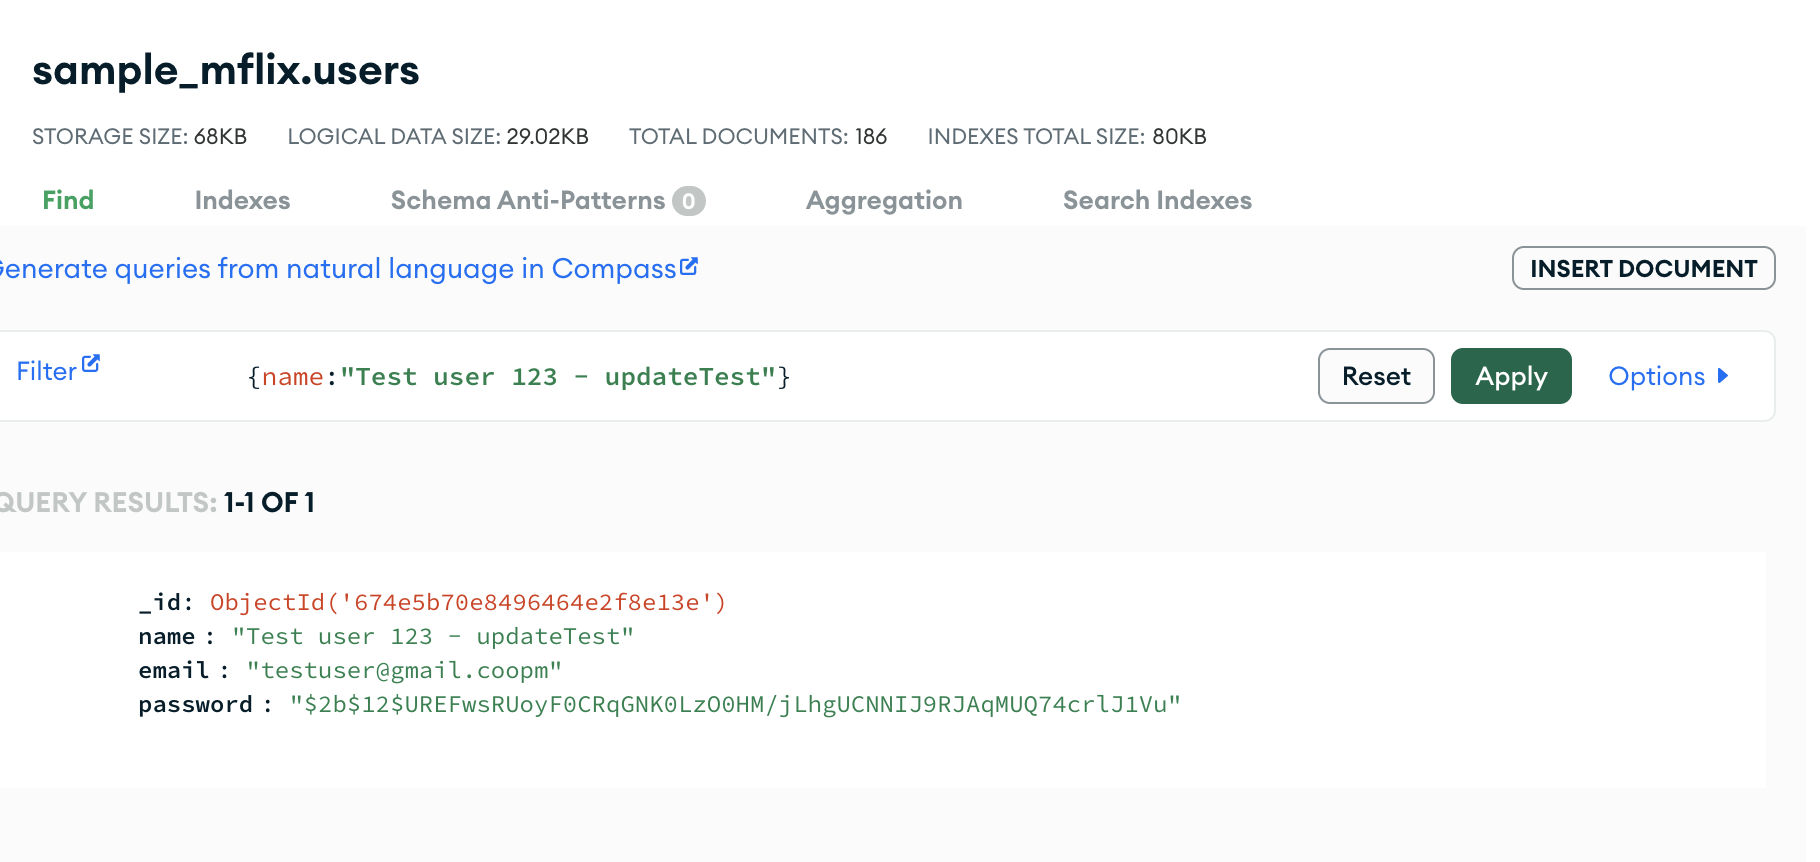 sample_mflix.users
STORAGE SIZE: 68KB LOGICAL DATA SIZE: 29.02KB TOTAL DOCUMENTS: 186 INDEXES TOTAL SIZE: 80KB
Find Indexes Schema Anti-Patterns 0 Aggregation Search Indexes
Generate queries from natural language in Compass
INSERT DOCUMENT
Filter {name:"Test user 123 - updateTest"} Reset Apply Options
QUERY RESULTS: 1-1 OF 1
_id: ObjectId('674e5b70e8496464e2f8e13e')
name : "Test user 123 - updateTest"
email : "testuser@gmail.coopm"
password : "$2b$12$UREFwsRUoyF0CRqGNK0LzO0HM/jLhgUCNNIJ9RJAqMUQ74crlJ1Vu"